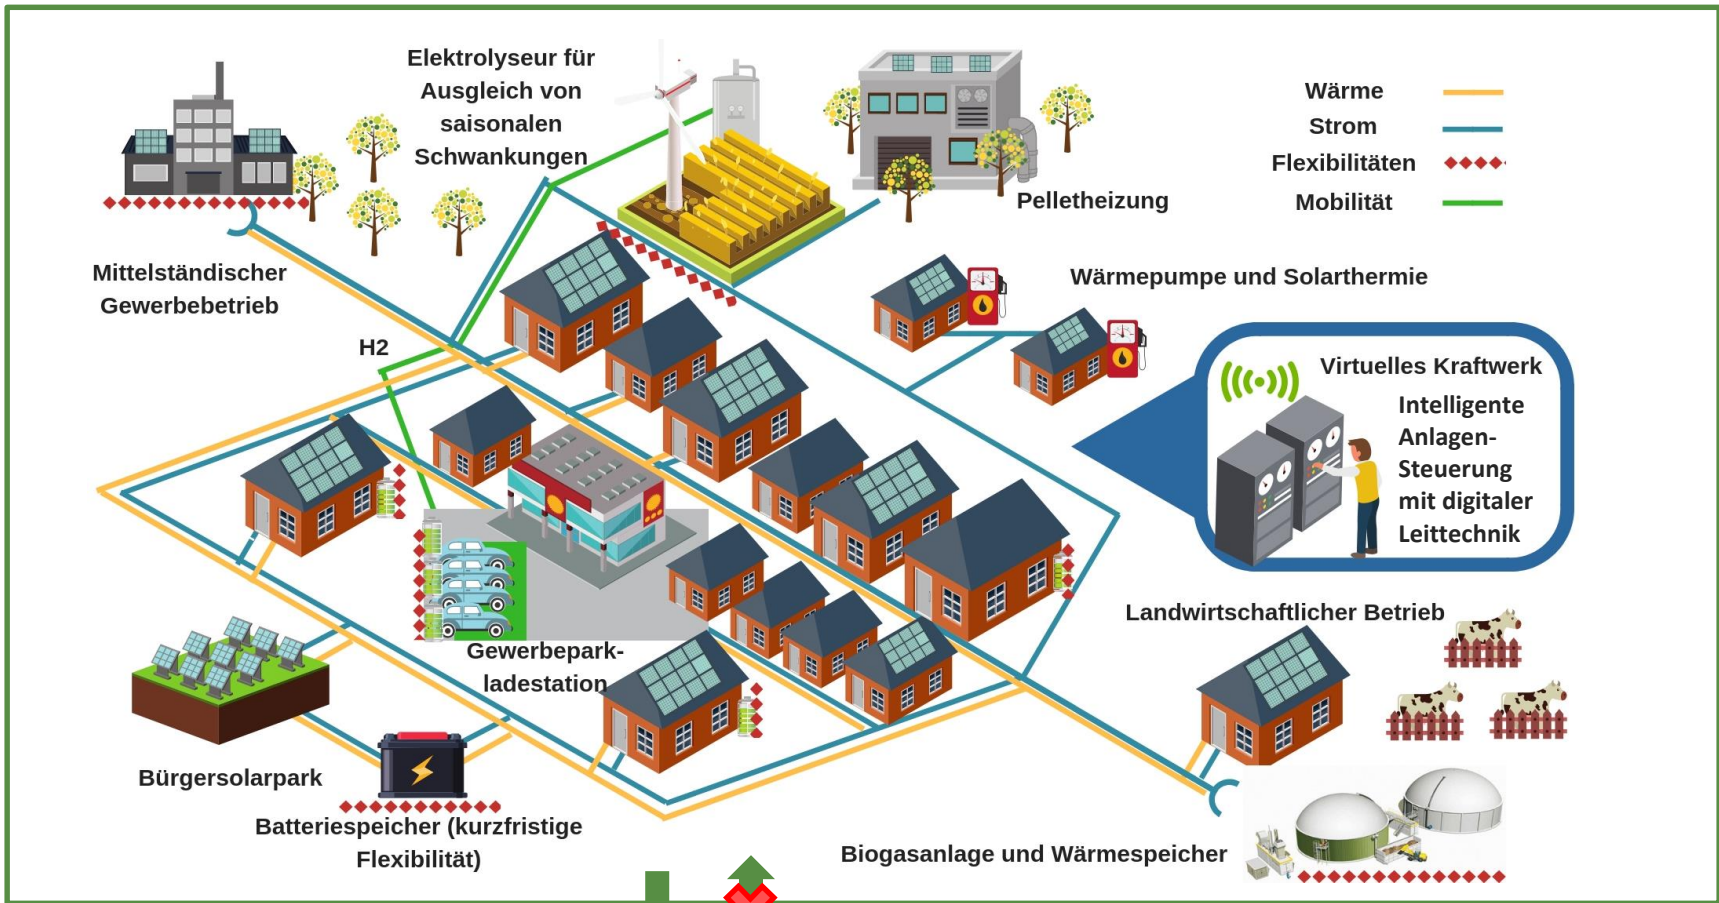 Elektrolyseur für
Ausgleich von
saisonalen
Schwankungen
Wärme
Strom
Flexibilitäten
Mobilität
Pelletheizung
Mittelständischer
Gewerbebetrieb
Wärmepumpe und Solarthermie
H2
Virtuelles Kraftwerk
Intelligente
Anlagen-
Steuerung
mit digitaler
Leittechnik
Landwirtschaftlicher Betrieb
Gewerbepark-
ladestation
Bürgersolarpark
Batteriespeicher (kurzfristige
Flexibilität)
Biogasanlage und Wärmespeicher